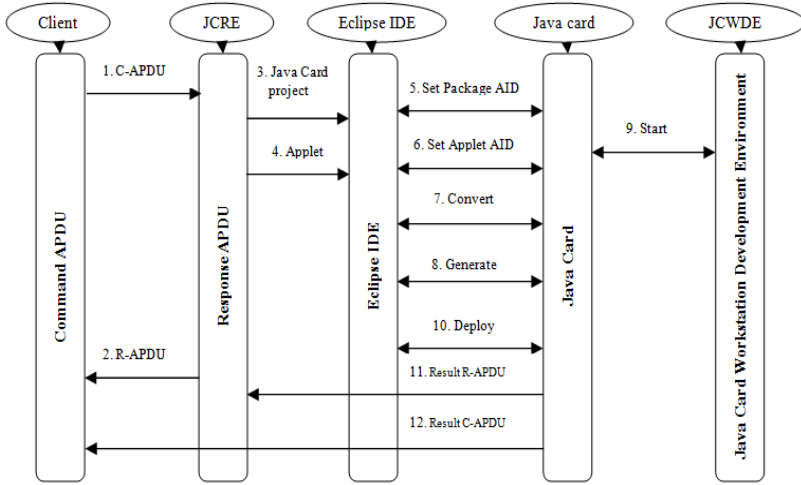 Client
JCRE
Eclipse IDE
Java card
JCWDE
1. C-APDU
3. Java Card
project
5. Set Package AID
4. Applet
6. Set Applet AID
9. Start
7. Convert
8. Generate
10. Deploy
2. R-APDU
11. Result R-APDU
12. Result C-APDU
Command APDU
Response APDU
Eclipse IDE
Java Card
Java Card Workstation Development Environment